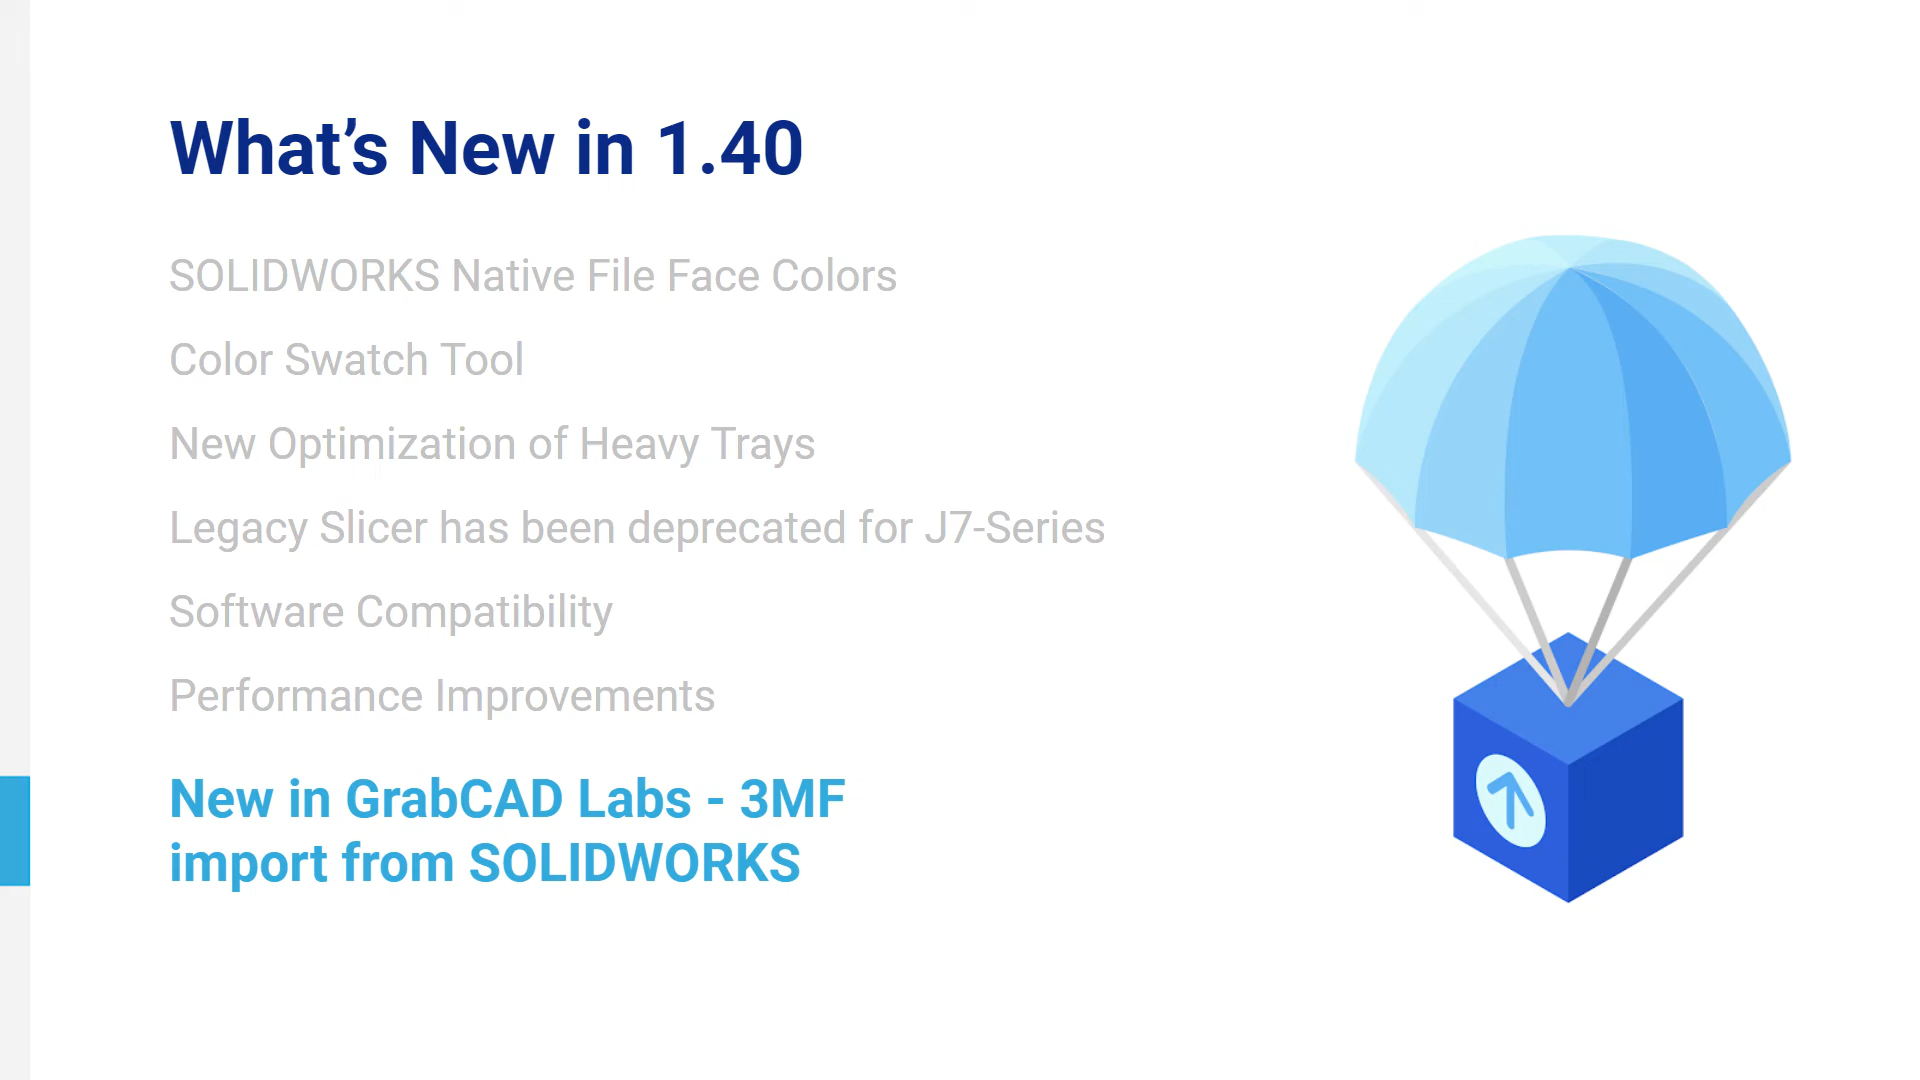 What’s New in 1.40
SOLIDWORKS Native File Face Colors
Color Swatch Tool
New Optimization of Heavy Trays
Legacy Slicer has been deprecated for J7-Series
Software Compatibility
Performance Improvements
New in GrabCAD Labs - 3MF
import from SOLIDWORKS